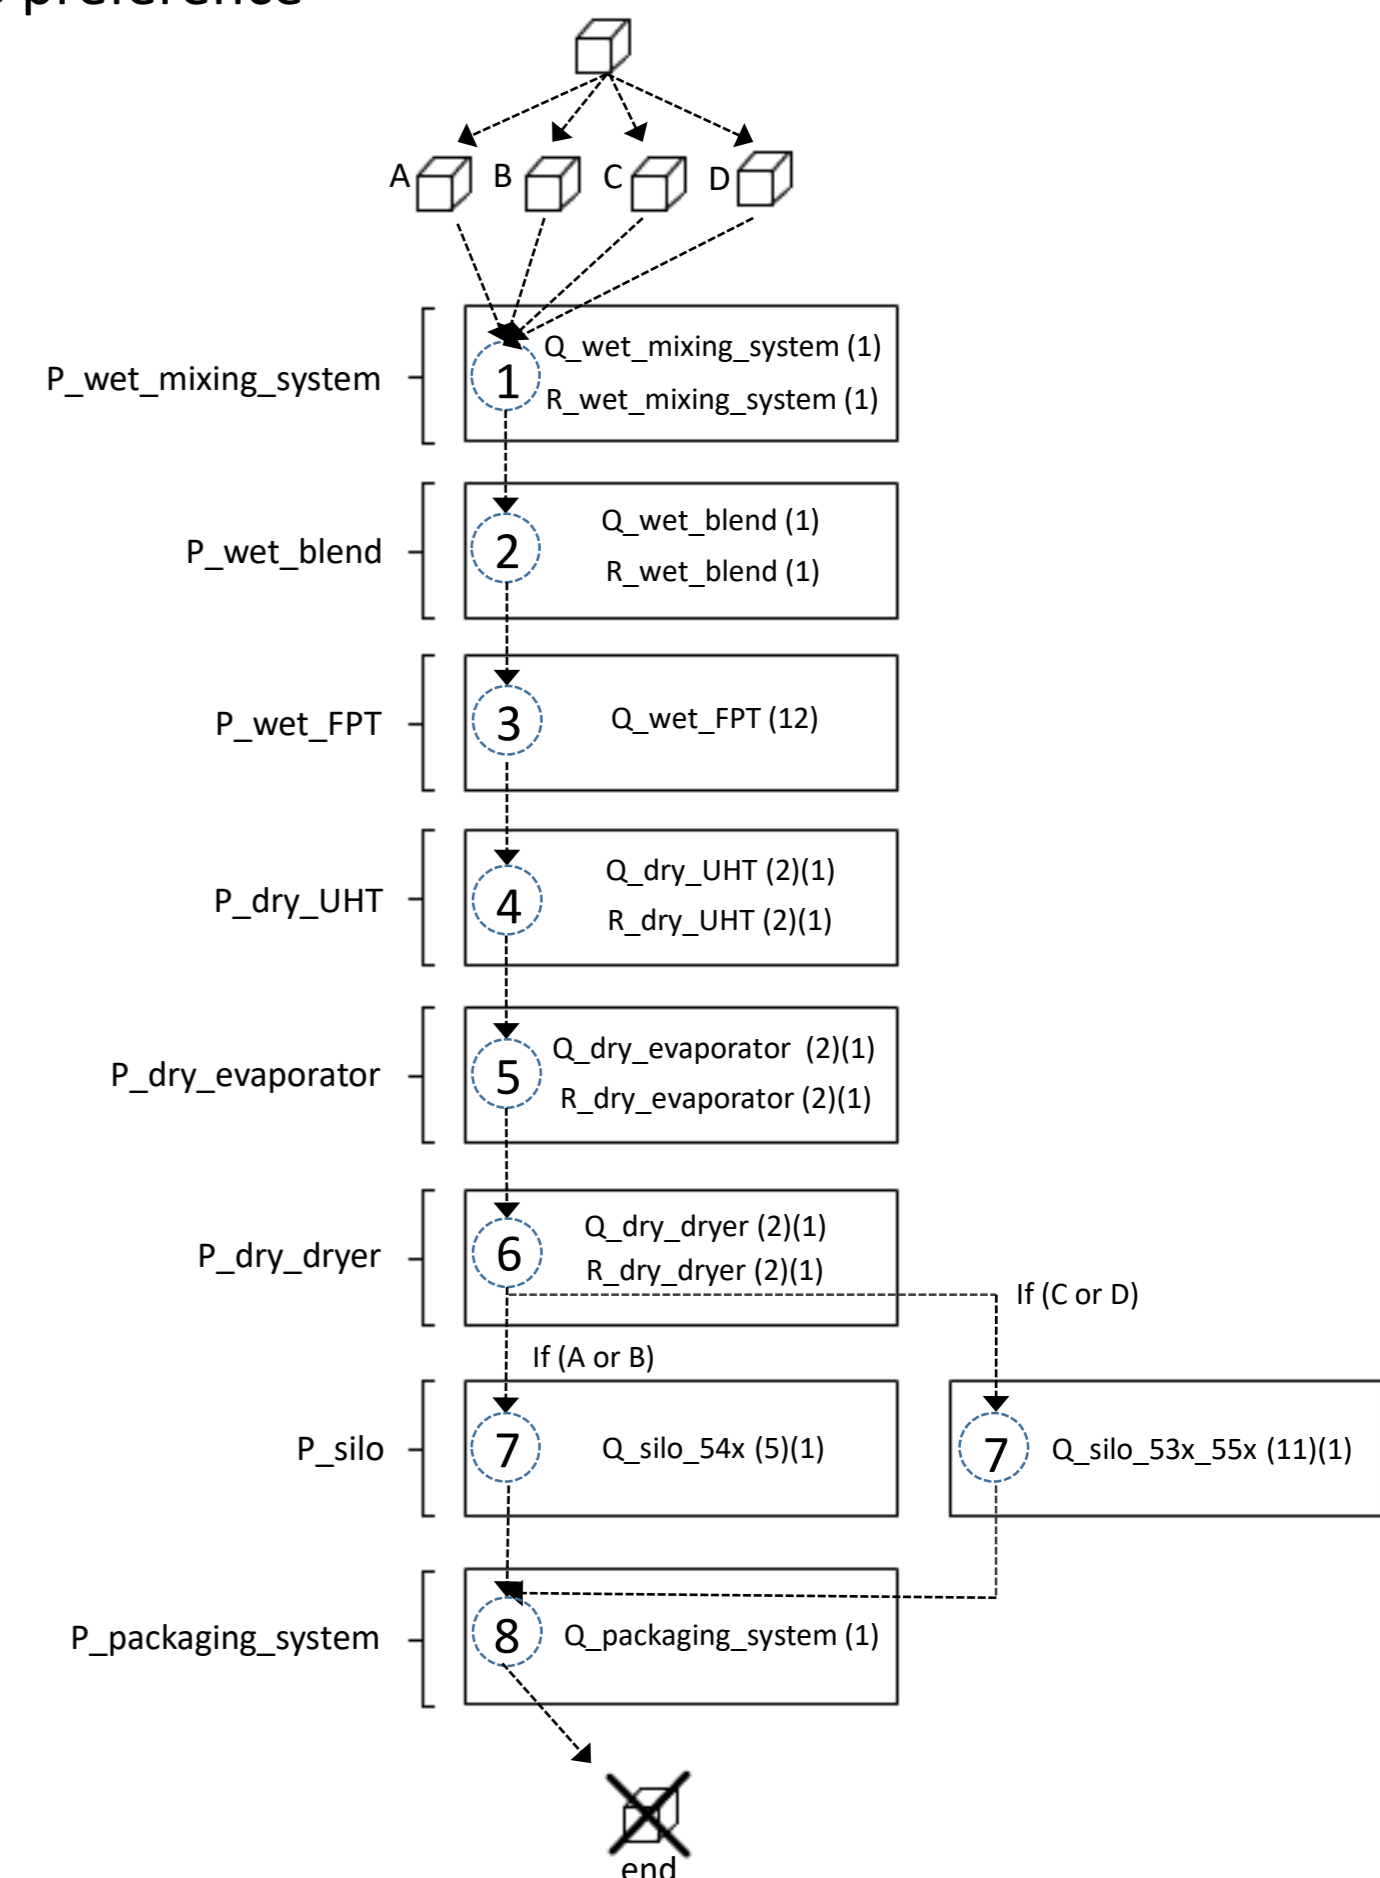 preference
A B C D
P_wet_mixing_system
1
Q_wet_mixing_system (1)
R_wet_mixing_system (1)
P_wet_blend
2
Q_wet_blend (1)
R_wet_blend (1)
P_wet_FPT
3
Q_wet_FPT (12)
P_dry_UHT
4
Q_dry_UHT (2)(1)
R_dry_UHT (2)(1)
P_dry_evaporator
5
Q_dry_evaporator (2)(1)
R_dry_evaporator (2)(1)
P_dry_dryer
6
Q_dry_dryer (2)(1)
R_dry_dryer (2)(1)
If (C or D)
If (A or B)
P_silo
7
Q_silo_54x (5)(1)
7
Q_silo_53x_55x (11)(1)
P_packaging_system
8
Q_packaging_system (1)
end